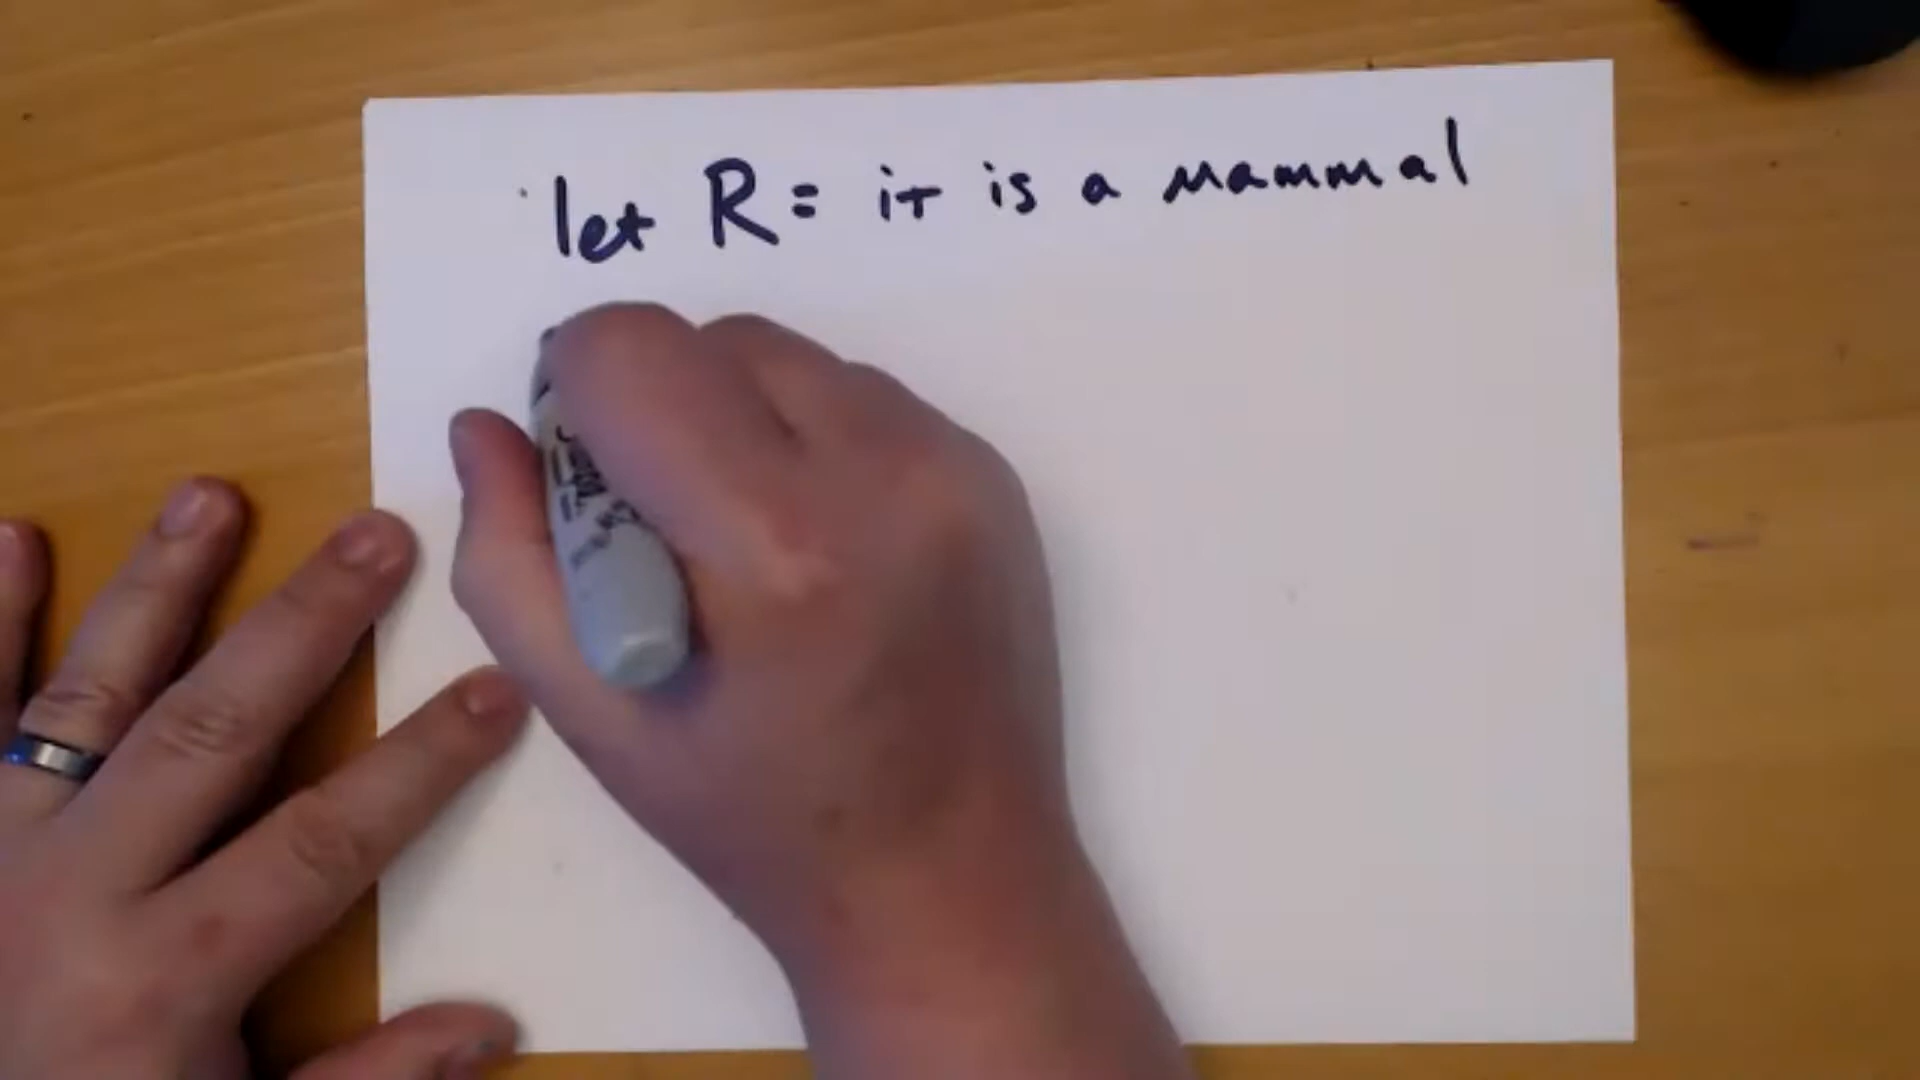 let R = it is a mammal